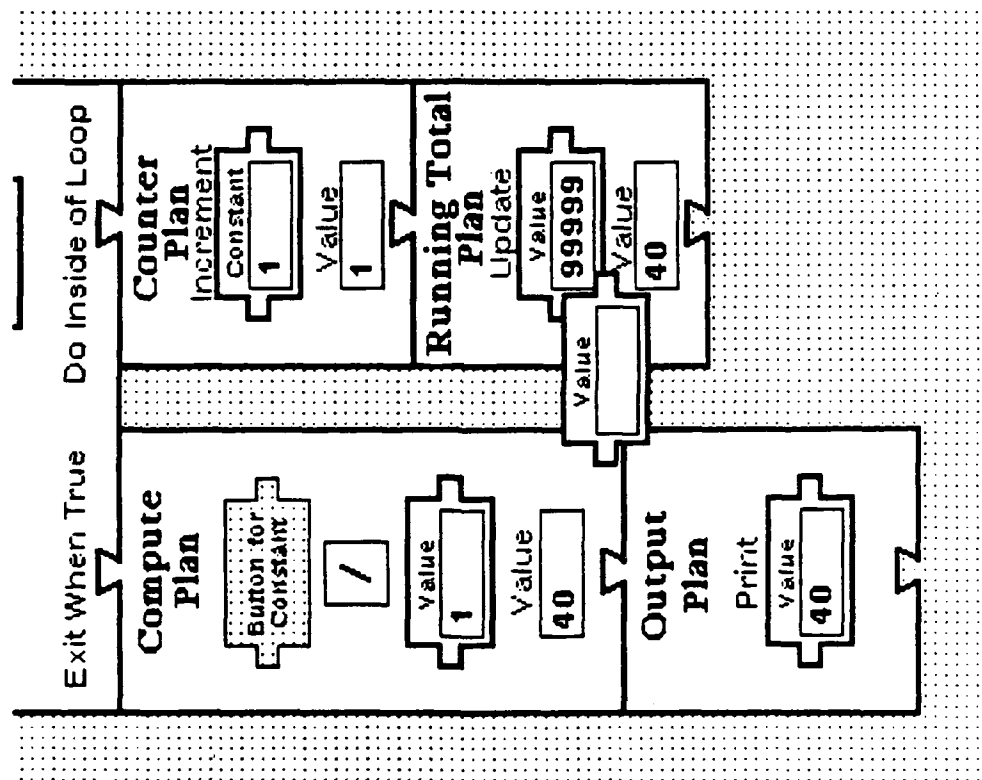 Exit When True
Compute
Plan
Button for
Constant
/
Value
1
Value
40
Output
Plan
Print
Value
40
Do Inside of Loop
Counter
Plan
Increment
Constant
1
Value
1
Running Total
Plan
Update
Value
99999
Value
40
Value